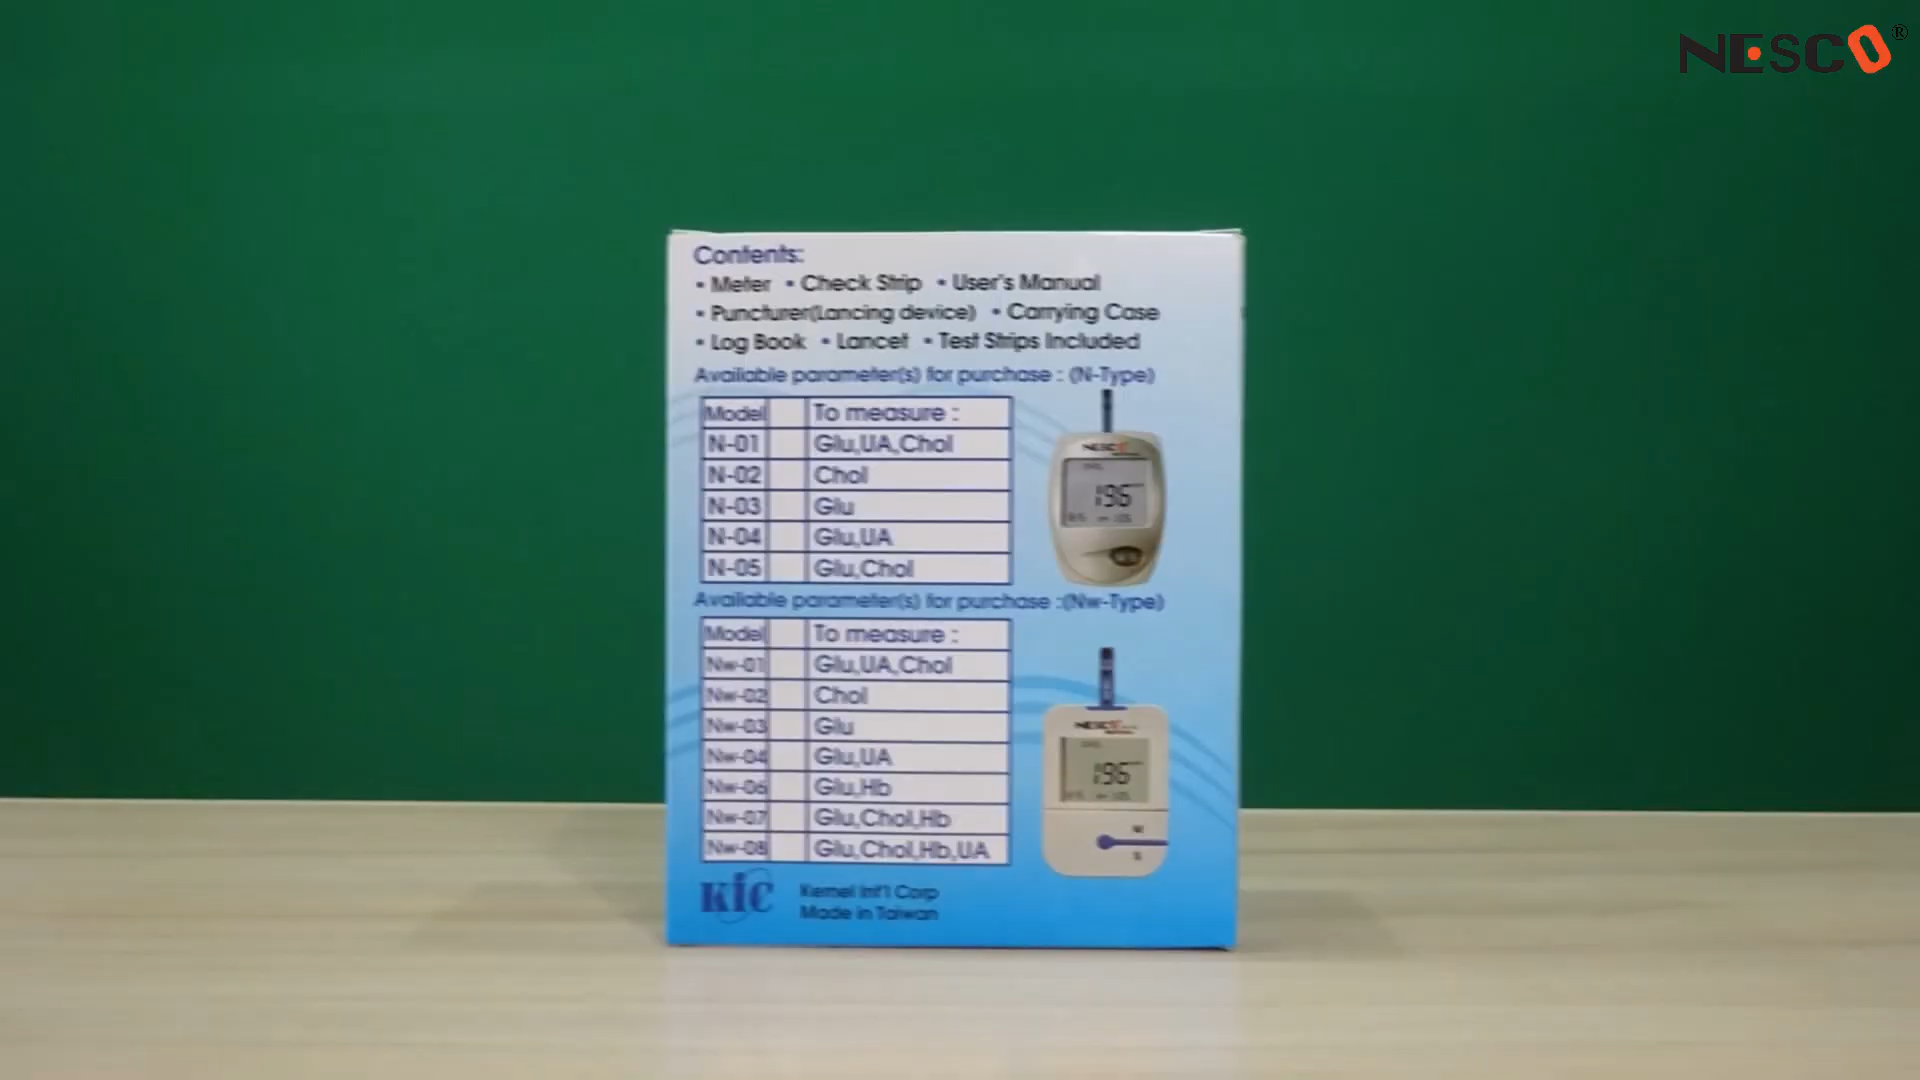 NESCO®
Contents:
• Meter • Check Strip • User's Manual
• Puncturer(Lancing device) • Carrying Case
• Log Book • Lancet • Test Strips Included
Available parameter(s) for purchase : (N-Type)
Model To measure :
N-01 Glu,UA,Chol
N-02 Chol
N-03 Glu
N-04 Glu,UA
N-05 Glu,Chol
NESCO
196
Available parameter(s) for purchase :(Nw-Type)
Model To measure :
Nw-01 Glu,UA,Chol
Nw-02 Chol
Nw-03 Glu
Nw-04 Glu,UA
Nw-06 Glu,Hb
Nw-07 Glu,Chol,Hb
Nw-08 Glu,Chol,Hb,UA
NESCO
196
KIC Kernel Int'l Corp
Made in Taiwan